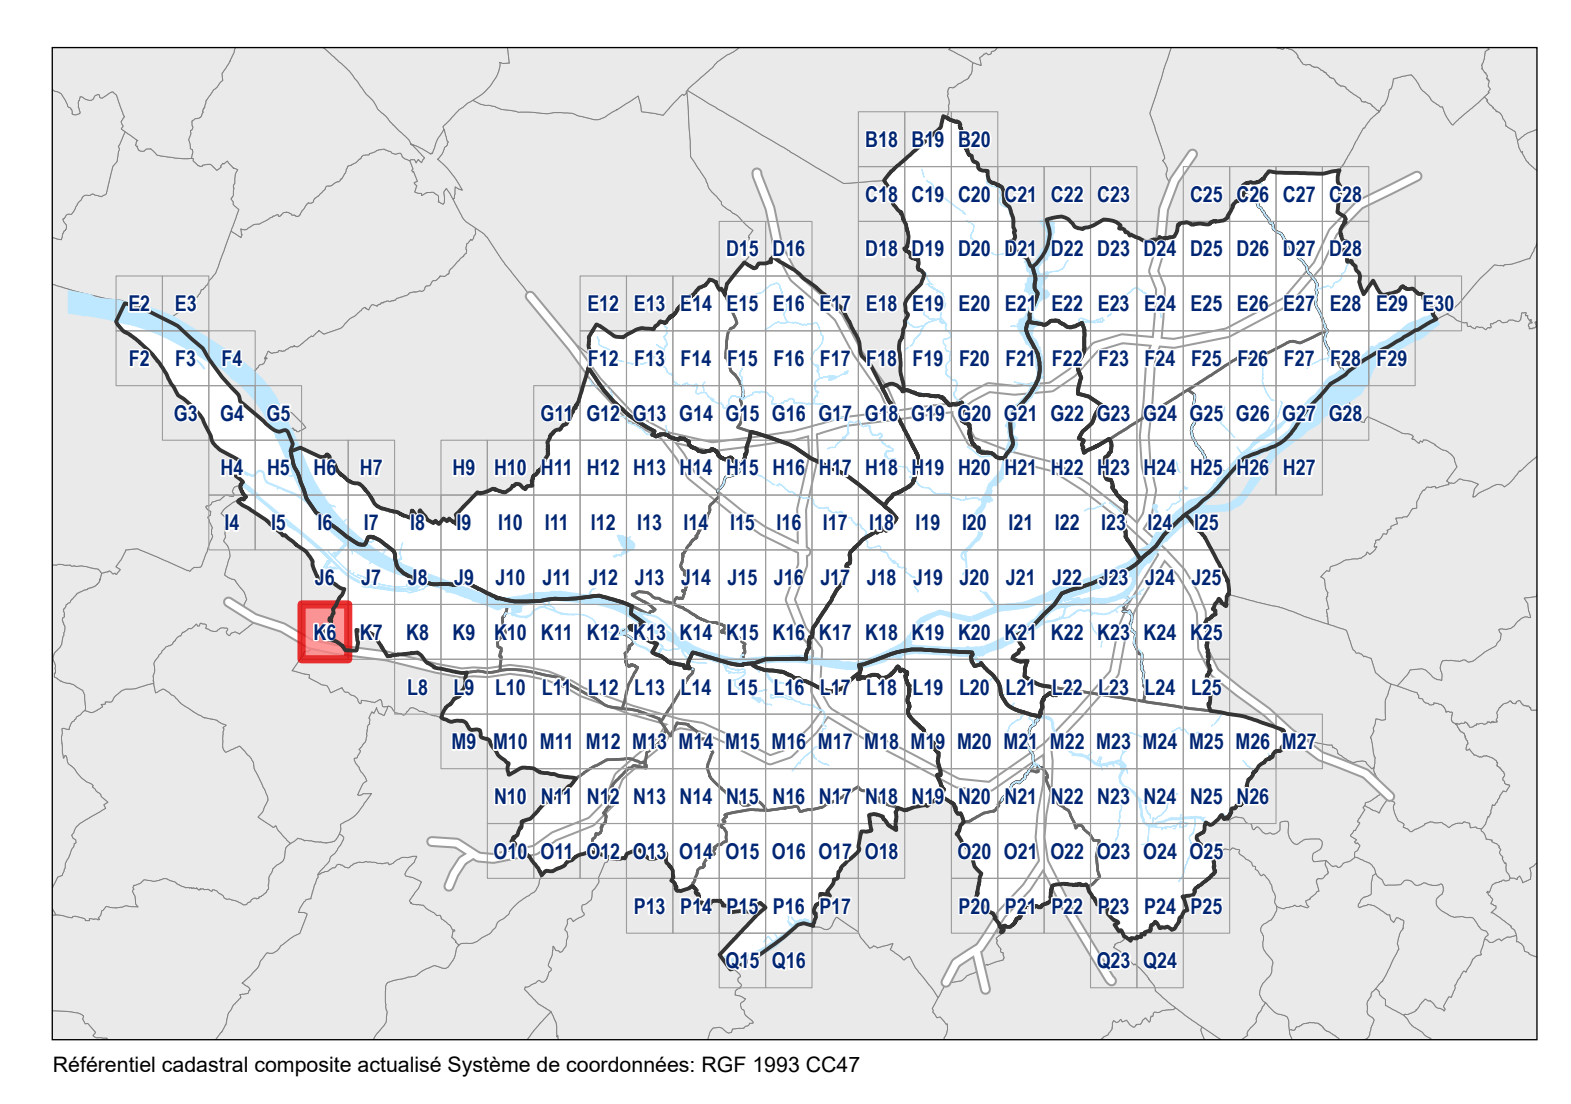 B18 B19 B20
C18 C19 C20 C21 C22 C23 C25 C26 C27 C28
D15 D16 D18 D19 D20 D21 D22 D23 D24 D25 D26 D27 D28
E2 E3 E12 E13 E14 E15 E16 E17 E18 E19 E20 E21 E22 E23 E24 E25 E26 E27 E28 E29 E30
F2 F3 F4 F12 F13 F14 F15 F16 F17 F18 F19 F20 F21 F22 F23 F24 F25 F26 F27 F28 F29
G3 G4 G5 G11 G12 G13 G14 G15 G16 G17 G18 G19 G20 G21 G22 G23 G24 G25 G26 G27 G28
H4 H5 H6 H7 H9 H10 H11 H12 H13 H14 H15 H16 H17 H18 H19 H20 H21 H22 H23 H24 H25 H26 H27
I4 I5 I6 I7 I8 I9 I10 I11 I12 I13 I14 I15 I16 I17 I18 I19 I20 I21 I22 I23 I24 I25
J6 J7 J8 J9 J10 J11 J12 J13 J14 J15 J16 J17 J18 J19 J20 J21 J22 J23 J24 J25
K6 K7 K8 K9 K10 K11 K12 K13 K14 K15 K16 K17 K18 K19 K20 K21 K22 K23 K24 K25
L8 L9 L10 L11 L12 L13 L14 L15 L16 L17 L18 L19 L20 L21 L22 L23 L24 L25
M9 M10 M11 M12 M13 M14 M15 M16 M17 M18 M19 M20 M21 M22 M23 M24 M25 M26 M27
N10 N11 N12 N13 N14 N15 N16 N17 N18 N19 N20 N21 N22 N23 N24 N25 N26
O10 O11 O12 O13 O14 O15 O16 O17 O18 O20 O21 O22 O23 O24 O25
P13 P14 P15 P16 P17 P20 P21 P22 P23 P24 P25
Q15 Q16 Q23 Q24
Référentiel cadastral composite actualisé Système de coordonnées: RGF 1993 CC47